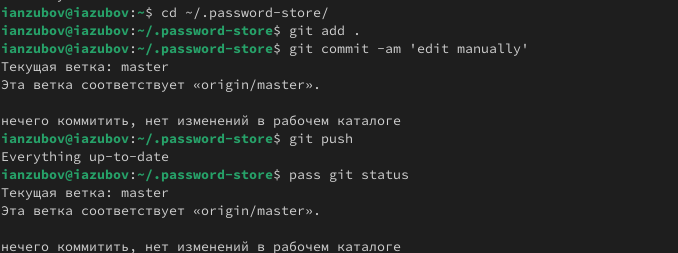 ianzubov@iazubov:~$ cd ~/.password-store/
ianzubov@iazubov:~/.password-store$ git add .
ianzubov@iazubov:~/.password-store$ git commit -am 'edit manually'
Текущая ветка: master
Эта ветка соответствует «origin/master».
нечего коммитить, нет изменений в рабочем каталоге
ianzubov@iazubov:~/.password-store$ git push
Everything up-to-date
ianzubov@iazubov:~/.password-store$ pass git status
Текущая ветка: master
Эта ветка соответствует «origin/master».
нечего коммитить, нет изменений в рабочем каталоге